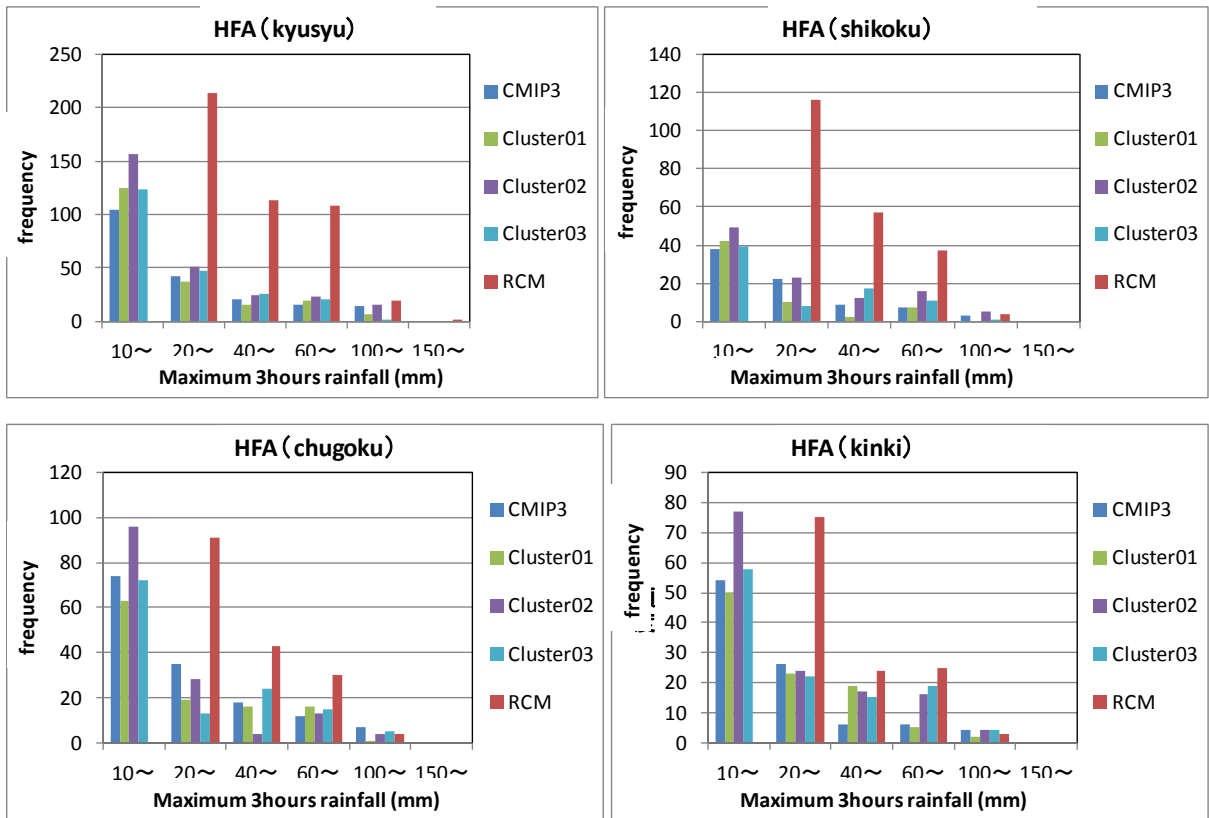 HFA（kyusyu）
250
200
150
100
50
0
frequency
10～ 20～ 40～ 60～ 100～ 150～
Maximum 3hours rainfall (mm)
CMIP3
Cluster01
Cluster02
Cluster03
RCM
HFA（shikoku）
140
120
100
80
60
40
20
0
frequency
10～ 20～ 40～ 60～ 100～ 150～
Maximum 3hours rainfall (mm)
CMIP3
Cluster01
Cluster02
Cluster03
RCM
HFA（chugoku）
120
100
80
60
40
20
0
frequency
10～ 20～ 40～ 60～ 100～ 150～
Maximum 3hours rainfall (mm)
CMIP3
Cluster01
Cluster02
Cluster03
RCM
HFA（kinki）
90
80
70
60
50
40
30
20
10
0
frequency
10～ 20～ 40～ 60～ 100～ 150～
Maximum 3hours rainfall (mm)
CMIP3
Cluster01
Cluster02
Cluster03
RCM